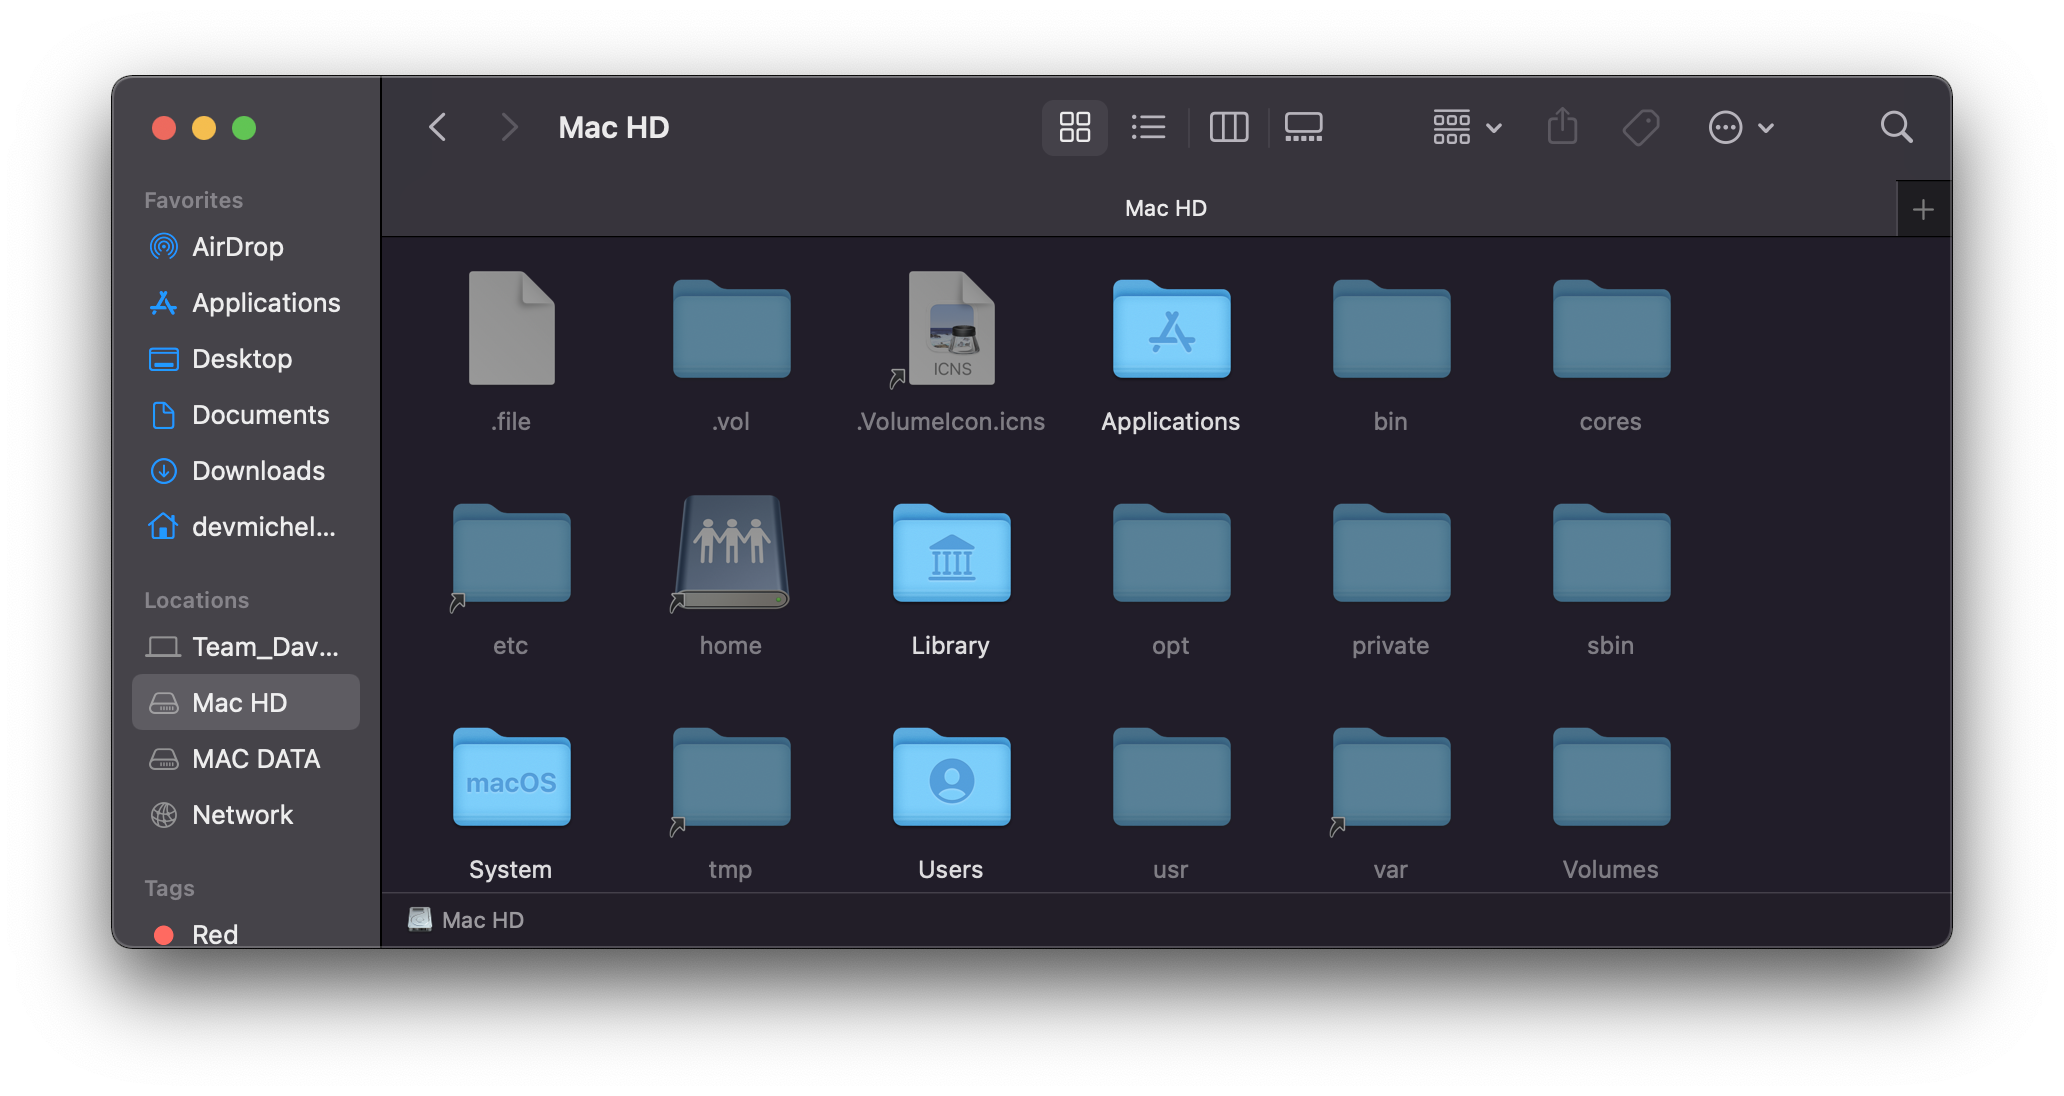 Mac HD
Mac HD
Favorites
AirDrop
Applications
Desktop
Documents
Downloads
devmichel...
Locations
Team_Dav...
Mac HD
MAC DATA
Network
Tags
Red
ICNS
.file
.vol
.VolumeIcon.icns
Applications
bin
cores
etc
home
Library
opt
private
sbin
macOS
System
tmp
Users
usr
var
Volumes
Mac HD